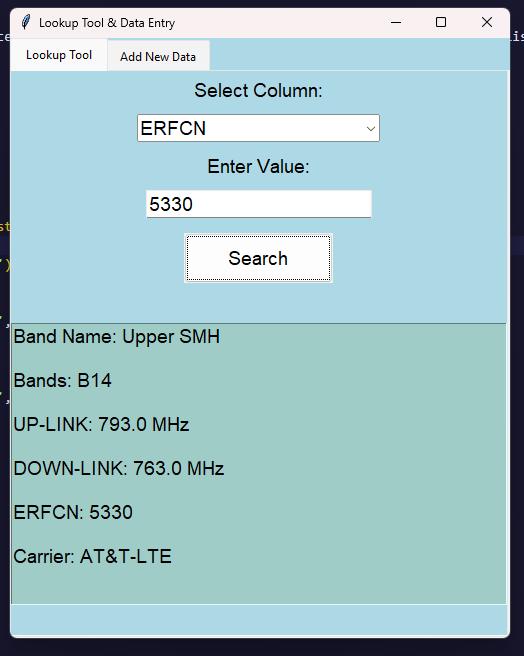 Lookup Tool & Data Entry
Lookup Tool
Add New Data
Select Column:
ERFCN
Enter Value:
5330
Search
Band Name: Upper SMH
Bands: B14
UP-LINK: 793.0 MHz
DOWN-LINK: 763.0 MHz
ERFCN: 5330
Carrier: AT&T-LTE